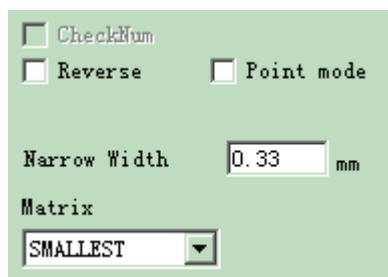 CheckNum
Reverse Point mode
Narrow Width 0.33 mm
Matrix
SMALLEST